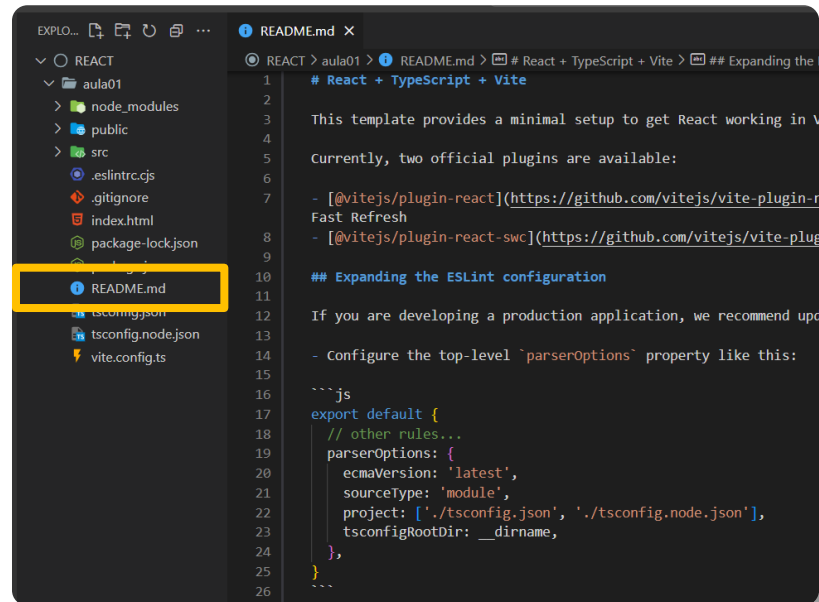 EXPLO...
README.md
REACT
REACT > aula01 > README.md > # React + TypeScript + Vite > ## Expanding the
aula01
node_modules
public
src
.eslintrc.cjs
.gitignore
index.html
package-lock.json
README.md
tsconfig.json
tsconfig.node.json
vite.config.ts
1 # React + TypeScript + Vite
2
3 This template provides a minimal setup to get React working in
4
5 Currently, two official plugins are available:
6
7 - [@vitejs/plugin-react](https://github.com/vitejs/vite-plugin-
Fast Refresh
8 - [@vitejs/plugin-react-swc](https://github.com/vitejs/vite-plug
9
10 ## Expanding the ESLint configuration
11
12 If you are developing a production application, we recommend upd
13
14 - Configure the top-level `parserOptions` property like this:
15
16 ```js
17 export default {
18 // other rules...
19 parserOptions: {
20 ecmaVersion: 'latest',
21 sourceType: 'module',
22 project: ['./tsconfig.json', './tsconfig.node.json'],
23 tsconfigRootDir: __dirname,
24 },
25 }
26 ```